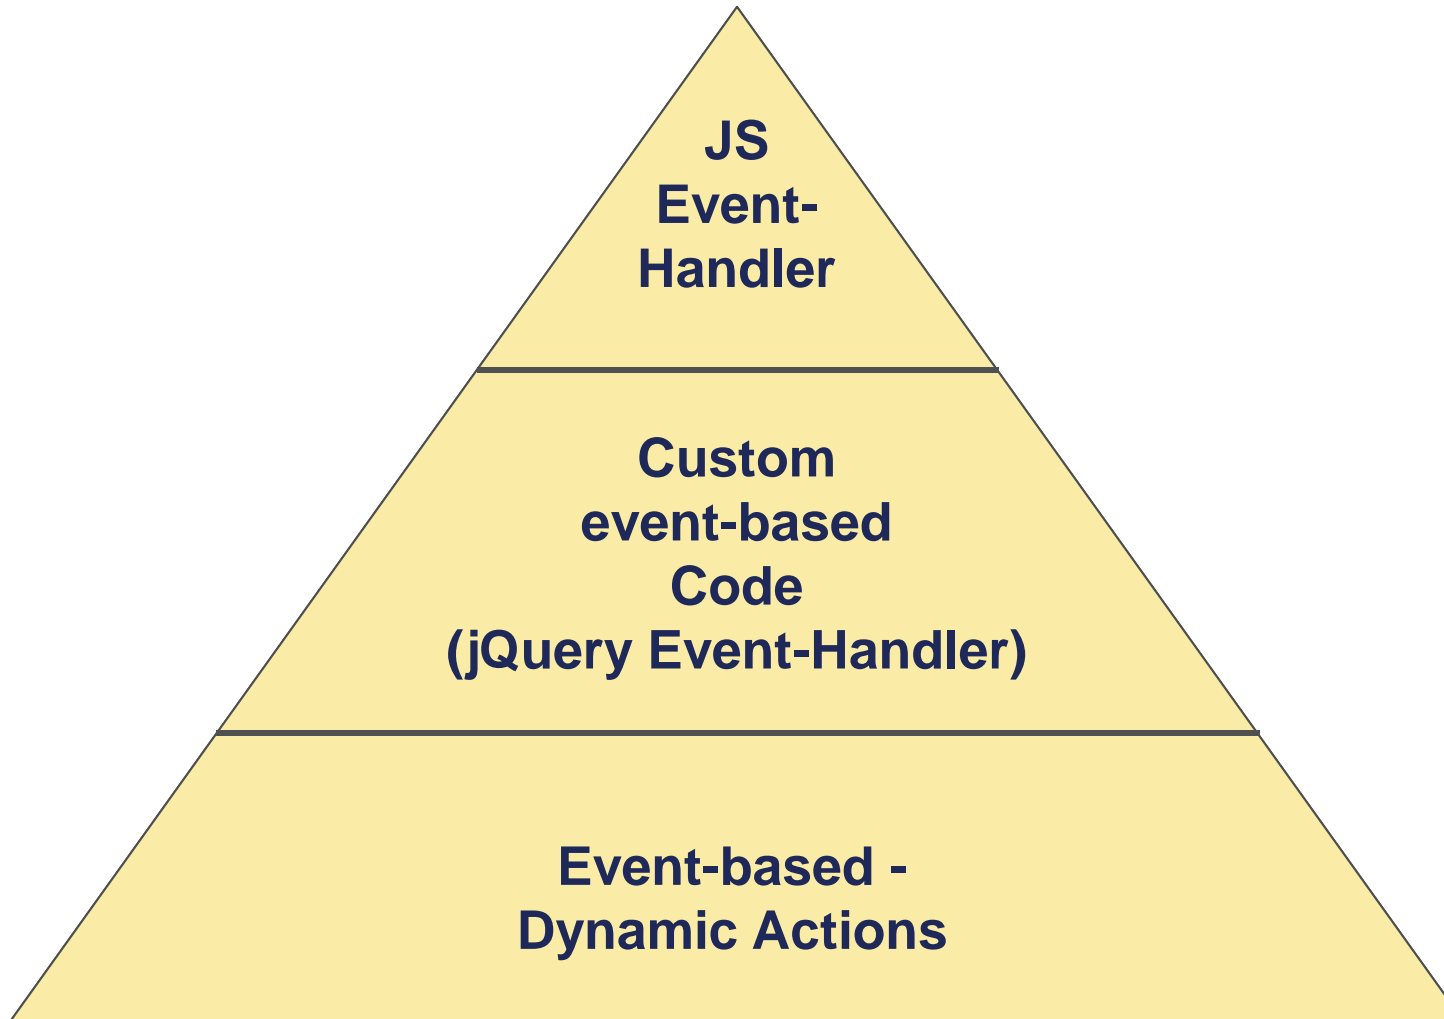 JS
Event-
Handler
Custom
event-based
Code
(jQuery Event-Handler)
Event-based -
Dynamic Actions